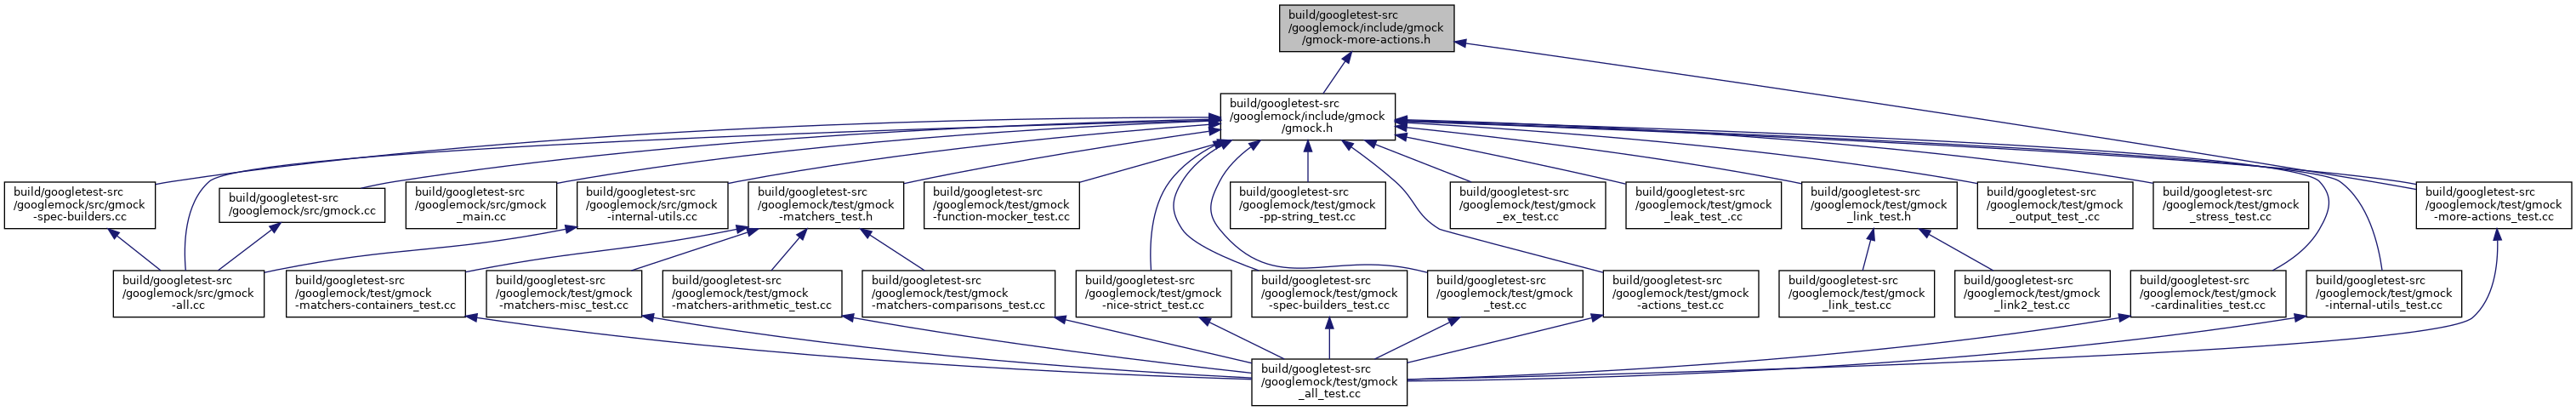 build/googletest-src
/googlemock/include/gmock
/gmock-more-actions.h
build/googletest-src
/googlemock/include/gmock
/gmock.h
build/googletest-src
/googlemock/src/gmock
-spec-builders.cc
build/googletest-src
/googlemock/src/gmock.cc
build/googletest-src
/googlemock/src/gmock
_main.cc
build/googletest-src
/googlemock/src/gmock
-internal-utils.cc
build/googletest-src
/googlemock/test/gmock
-matchers_test.h
build/googletest-src
/googlemock/test/gmock
-function-mocker_test.cc
build/googletest-src
/googlemock/test/gmock
-pp-string_test.cc
build/googletest-src
/googlemock/test/gmock
_ex_test.cc
build/googletest-src
/googlemock/test/gmock
_leak_test_.cc
build/googletest-src
/googlemock/test/gmock
_link_test.h
build/googletest-src
/googlemock/test/gmock
_output_test_.cc
build/googletest-src
/googlemock/test/gmock
_stress_test.cc
build/googletest-src
/googlemock/test/gmock
-more-actions_test.cc
build/googletest-src
/googlemock/src/gmock
-all.cc
build/googletest-src
/googlemock/test/gmock
-matchers-containers_test.cc
build/googletest-src
/googlemock/test/gmock
-matchers-misc_test.cc
build/googletest-src
/googlemock/test/gmock
-matchers-arithmetic_test.cc
build/googletest-src
/googlemock/test/gmock
-matchers-comparisons_test.cc
build/googletest-src
/googlemock/test/gmock
-nice-strict_test.cc
build/googletest-src
/googlemock/test/gmock
-spec-builders_test.cc
build/googletest-src
/googlemock/test/gmock
_test.cc
build/googletest-src
/googlemock/test/gmock
-actions_test.cc
build/googletest-src
/googlemock/test/gmock
_link_test.cc
build/googletest-src
/googlemock/test/gmock
_link2_test.cc
build/googletest-src
/googlemock/test/gmock
-cardinalities_test.cc
build/googletest-src
/googlemock/test/gmock
-internal-utils_test.cc
build/googletest-src
/googlemock/test/gmock
_all_test.cc